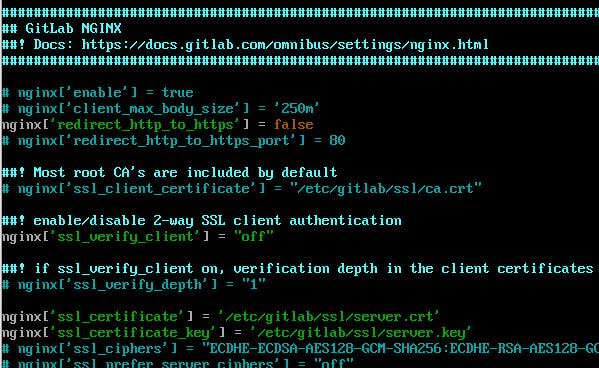 ################################################################################
## GitLab NGINX
##! Docs: https://docs.gitlab.com/omnibus/settings/nginx.html
################################################################################
# nginx['enable'] = true
# nginx['client_max_body_size'] = '250m'
nginx['redirect_http_to_https'] = false
# nginx['redirect_http_to_https_port'] = 80
##! Most root CA's are included by default
# nginx['ssl_client_certificate'] = "/etc/gitlab/ssl/ca.crt"
##! enable/disable 2-way SSL client authentication
nginx['ssl_verify_client'] = "off"
##! if ssl_verify_client on, verification depth in the client certificates
# nginx['ssl_verify_depth'] = "1"
nginx['ssl_certificate'] = '/etc/gitlab/ssl/server.crt'
nginx['ssl_certificate_key'] = '/etc/gitlab/ssl/server.key'
# nginx['ssl_ciphers'] = "ECDHE-ECDSA-AES128-GCM-SHA256:ECDHE-RSA-AES128-GC
# nginx['ssl_prefer_server_ciphers'] = "off"